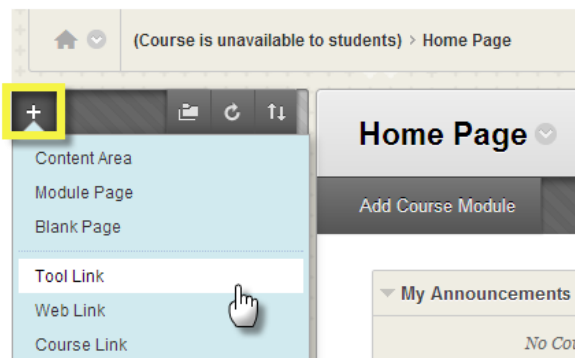 (Course is unavailable to students) > Home Page
+
Content Area
Module Page
Blank Page
Tool Link
Web Link
Course Link
Home Page
Add Course Module
My Announcements
No